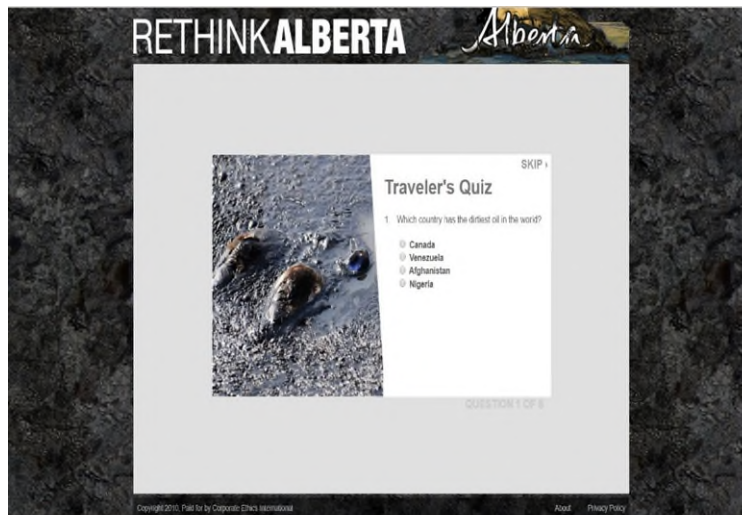 RETHINKALBERTA
Alberta
SKIP ›
Traveler's Quiz
1. Which country has the dirtiest oil in the world?
Canada
Venezuela
Afghanistan
Nigeria
QUESTION 1 OF 6
Copyright 2010, Paid for by Corporate Ethics International
About Privacy Policy